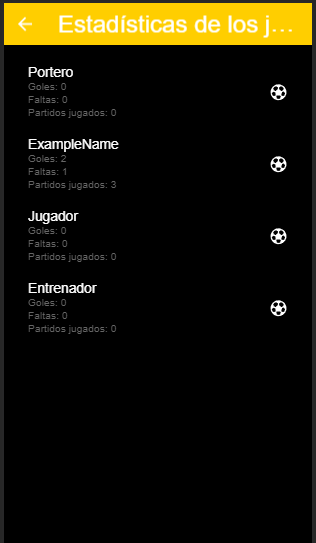 Estadísticas de los j...
Portero
Goles: 0
Faltas: 0
Partidos jugados: 0
ExampleName
Goles: 2
Faltas: 1
Partidos jugados: 3
Jugador
Goles: 0
Faltas: 0
Partidos jugados: 0
Entrenador
Goles: 0
Faltas: 0
Partidos jugados: 0